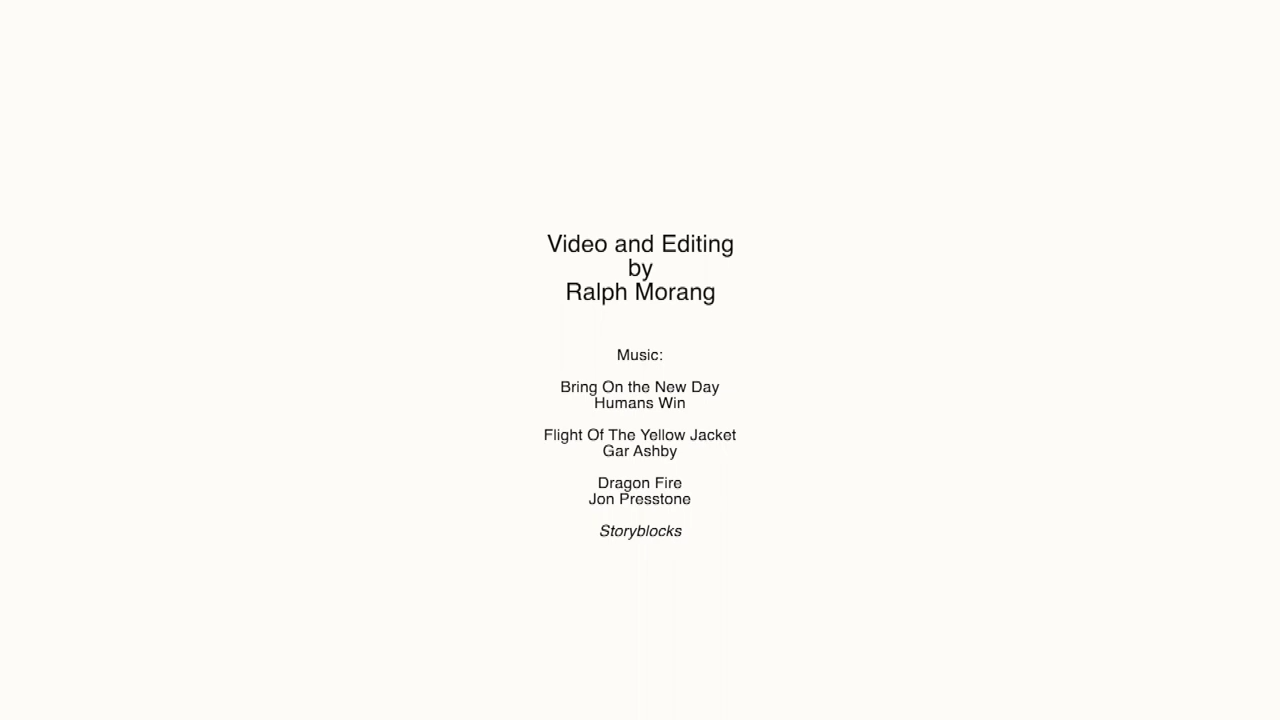 Video and Editing
by
Ralph Morang
Music:
Bring On the New Day
Humans Win
Flight Of The Yellow Jacket
Gar Ashby
Dragon Fire
Jon Presstone
Storyblocks